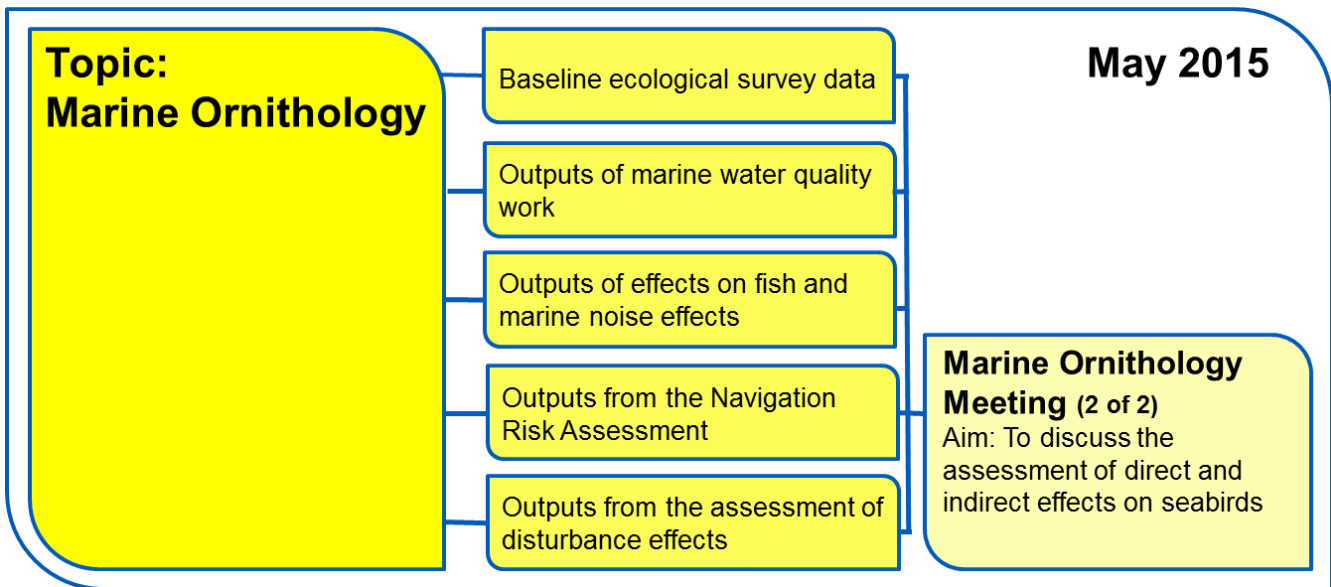 Topic:
Marine Ornithology
Baseline ecological survey data
Outputs of marine water quality
work
Outputs of effects on fish and
marine noise effects
Outputs from the Navigation
Risk Assessment
Outputs from the assessment of
disturbance effects
May 2015
Marine Ornithology
Meeting (2 of 2)
Aim: To discuss the
assessment of direct and
indirect effects on seabirds